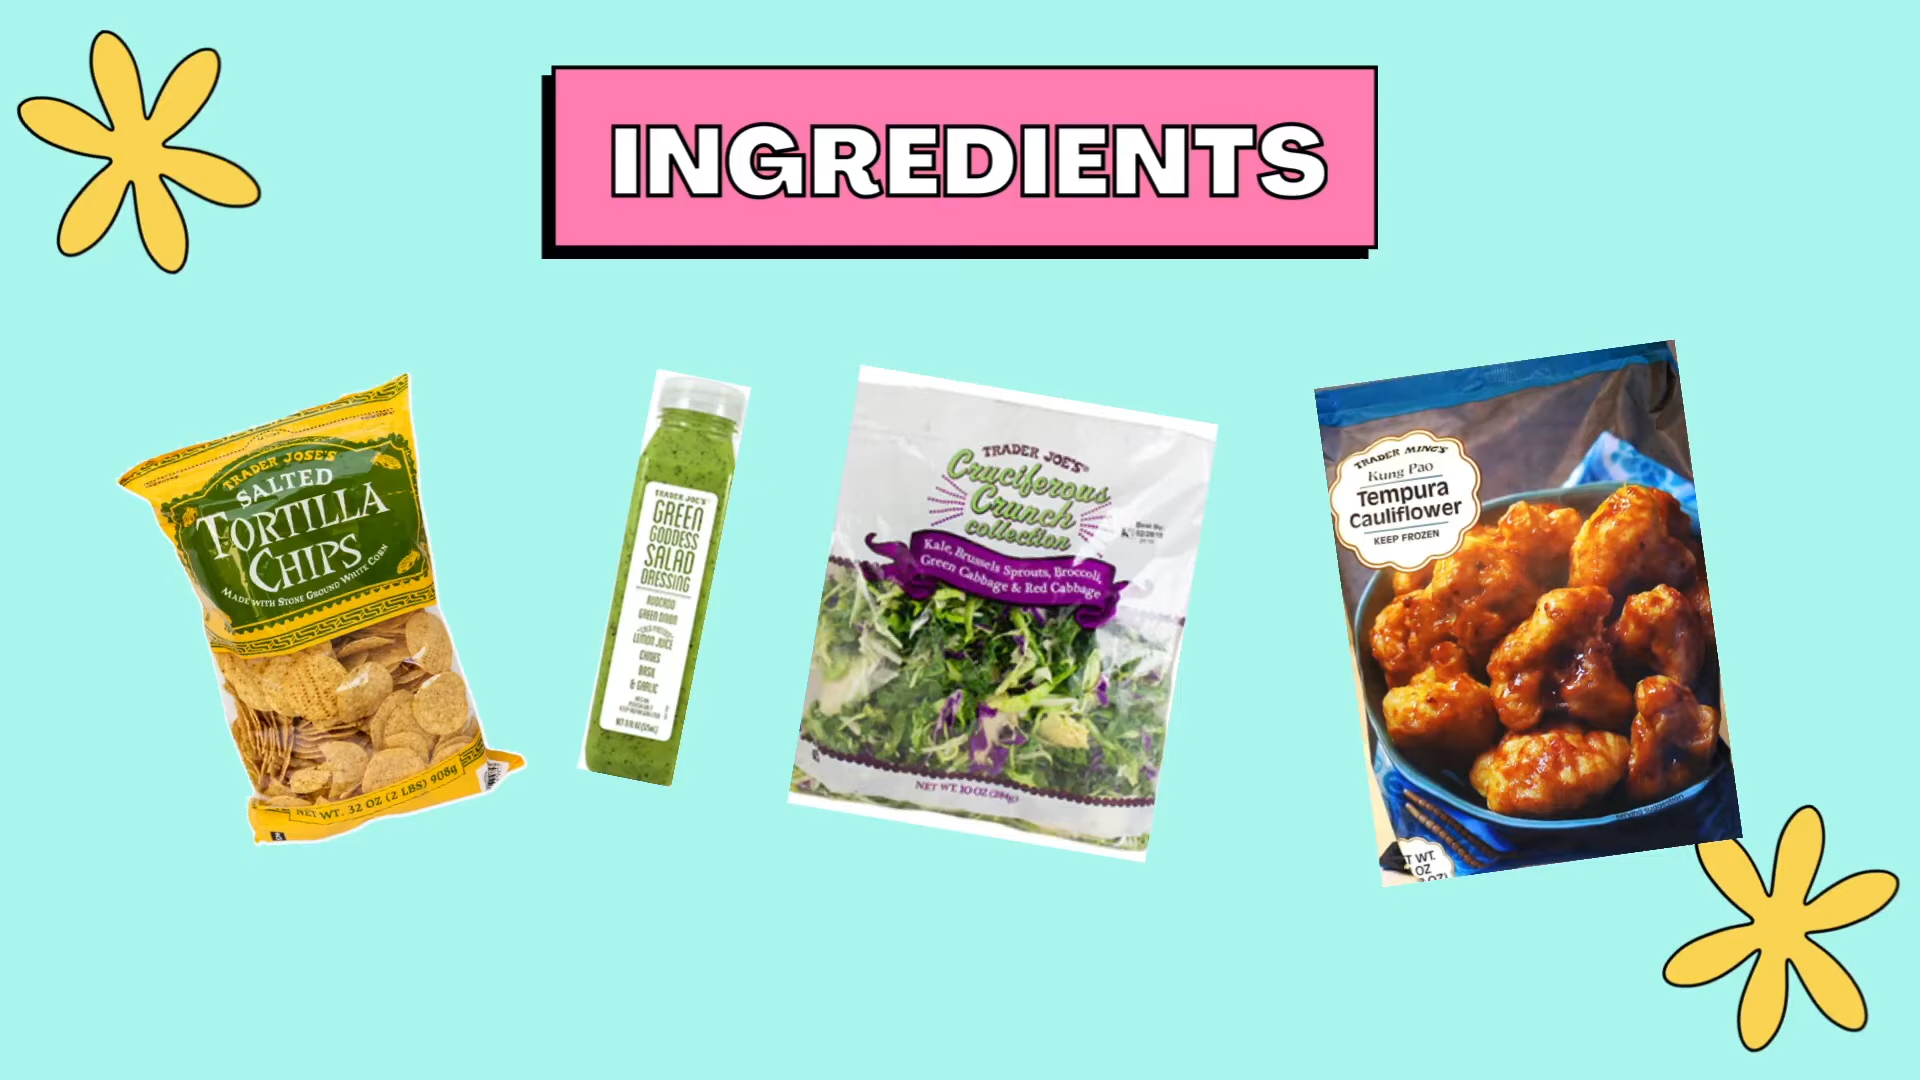 INGREDIENTS
TRADER JOSE'S
SALTED
TORTILLA
CHIPS
MADE WITH STONE GROUND WHITE CORN
NET WT. 32 OZ (2 LBS) 908g
TRADER JOE'S
GREEN
GODDESS
SALAD
DRESSING
AVOCADO
GREEN ONION
LEMON JUICE
CHIVES
BASIL
& GARLIC
TRADER JOE'S
Cruciferous
Crunch
collection
Kale, Brussels Sprouts, Broccoli,
Green Cabbage & Red Cabbage
NET WT. 10 OZ (284g)
TRADER MING'S
Kung Pao
Tempura
Cauliflower
KEEP FROZEN
T WT.
OZ